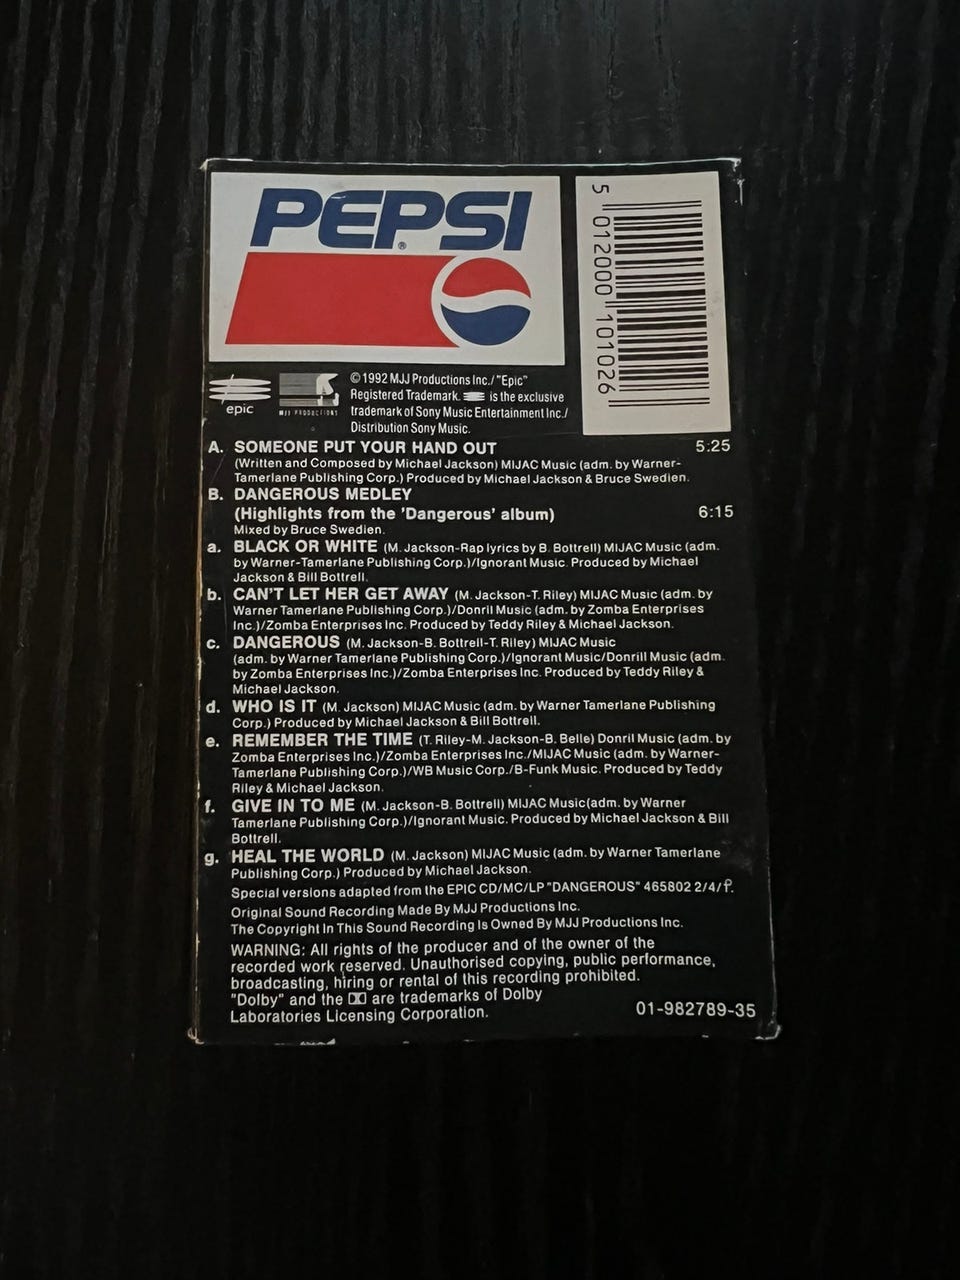 PEPSI
®
5 012000 101026
epic
MJJ PRODUCTIONS
© 1992 MJJ Productions Inc./ "Epic"
Registered Trademark. is the exclusive
trademark of Sony Music Entertainment Inc./
Distribution Sony Music.
A. SOMEONE PUT YOUR HAND OUT 5:25
(Written and Composed by Michael Jackson) MIJAC Music (adm. by Warner-
Tamerlane Publishing Corp.) Produced by Michael Jackson & Bruce Swedien.
B. DANGEROUS MEDLEY
(Highlights from the 'Dangerous' album) 6:15
Mixed by Bruce Swedien.
a. BLACK OR WHITE (M. Jackson-Rap lyrics by B. Bottrell) MIJAC Music (adm.
by Warner-Tamerlane Publishing Corp.)/Ignorant Music. Produced by Michael
Jackson & Bill Bottrell.
b. CAN'T LET HER GET AWAY (M. Jackson-T. Riley) MIJAC Music (adm. by
Warner Tamerlane Publishing Corp.)/Donril Music (adm. by Zomba Enterprises
Inc.)/Zomba Enterprises Inc. Produced by Teddy Riley & Michael Jackson.
c. DANGEROUS (M. Jackson-B. Bottrell-T. Riley) MIJAC Music
(adm. by Warner Tamerlane Publishing Corp.)/Ignorant Music/Donrill Music (adm.
by Zomba Enterprises Inc.)/Zomba Enterprises Inc. Produced by Teddy Riley &
Michael Jackson.
d. WHO IS IT (M. Jackson) MIJAC Music (adm. by Warner Tamerlane Publishing
Corp.) Produced by Michael Jackson & Bill Bottrell.
e. REMEMBER THE TIME (T. Riley-M. Jackson-B. Belle) Donril Music (adm. by
Zomba Enterprises Inc.)/Zomba Enterprises Inc./MIJAC Music (adm. by Warner-
Tamerlane Publishing Corp.)/WB Music Corp./B-Funk Music. Produced by Teddy
Riley & Michael Jackson.
f. GIVE IN TO ME (M. Jackson-B. Bottrell) MIJAC Music(adm. by Warner
Tamerlane Publishing Corp.)/Ignorant Music. Produced by Michael Jackson & Bill
Bottrell.
g. HEAL THE WORLD (M. Jackson) MIJAC Music (adm. by Warner Tamerlane
Publishing Corp.) Produced by Michael Jackson.
Special versions adapted from the EPIC CD/MC/LP "DANGEROUS" 465802 2/4/1.
Original Sound Recording Made By MJJ Productions Inc.
The Copyright In This Sound Recording Is Owned By MJJ Productions Inc.
WARNING: All rights of the producer and of the owner of the
recorded work reserved. Unauthorised copying, public performance,
broadcasting, hiring or rental of this recording prohibited.
"Dolby" and the are trademarks of Dolby
Laboratories Licensing Corporation.
01-982789-35